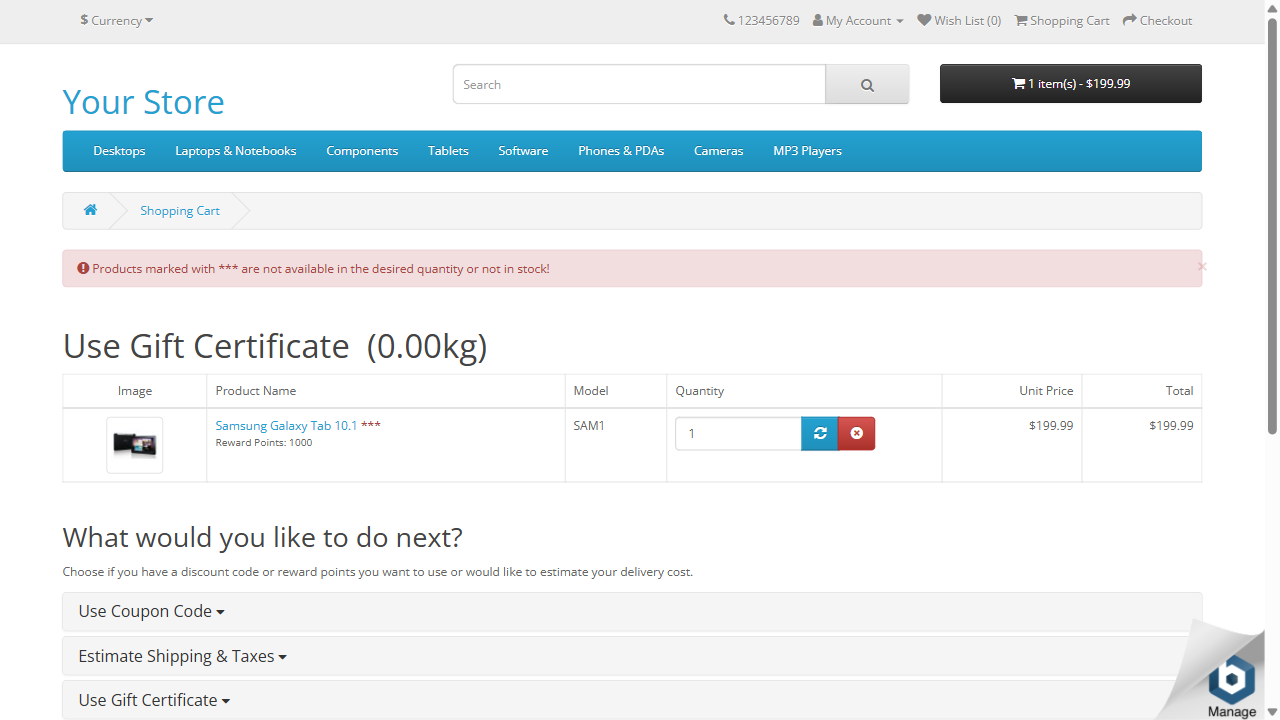 $ Currency
123456789 My Account Wish List (0) Shopping Cart Checkout
Your Store
Search
1 item(s) - $199.99
Desktops Laptops & Notebooks Components Tablets Software Phones & PDAs Cameras MP3 Players
Shopping Cart
Products marked with *** are not available in the desired quantity or not in stock!
×
Use Gift Certificate (0.00kg)
Image Product Name Model Quantity Unit Price Total
Samsung Galaxy Tab 10.1 *** SAM1 1 $199.99 $199.99
Reward Points: 1000
What would you like to do next?
Choose if you have a discount code or reward points you want to use or would like to estimate your delivery cost.
Use Coupon Code
Estimate Shipping & Taxes
Use Gift Certificate
b
Manage